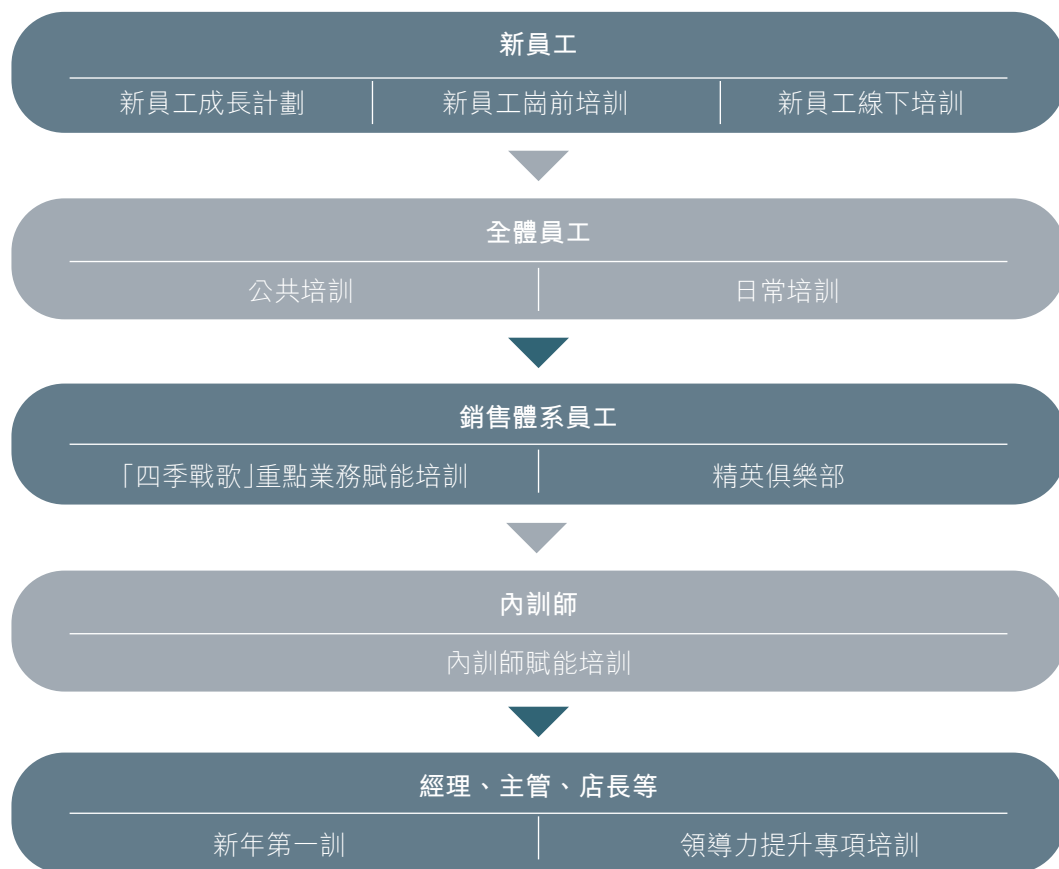 新員工
新員工成長計劃 新員工崗前培訓 新員工線下培訓
全體員工
公共培訓 日常培訓
銷售體系員工
「四季戰歌」重點業務賦能培訓 精英俱樂部
內訓師
內訓師賦能培訓
經理、主管、店長等
新年第一訓 領導力提升專項培訓